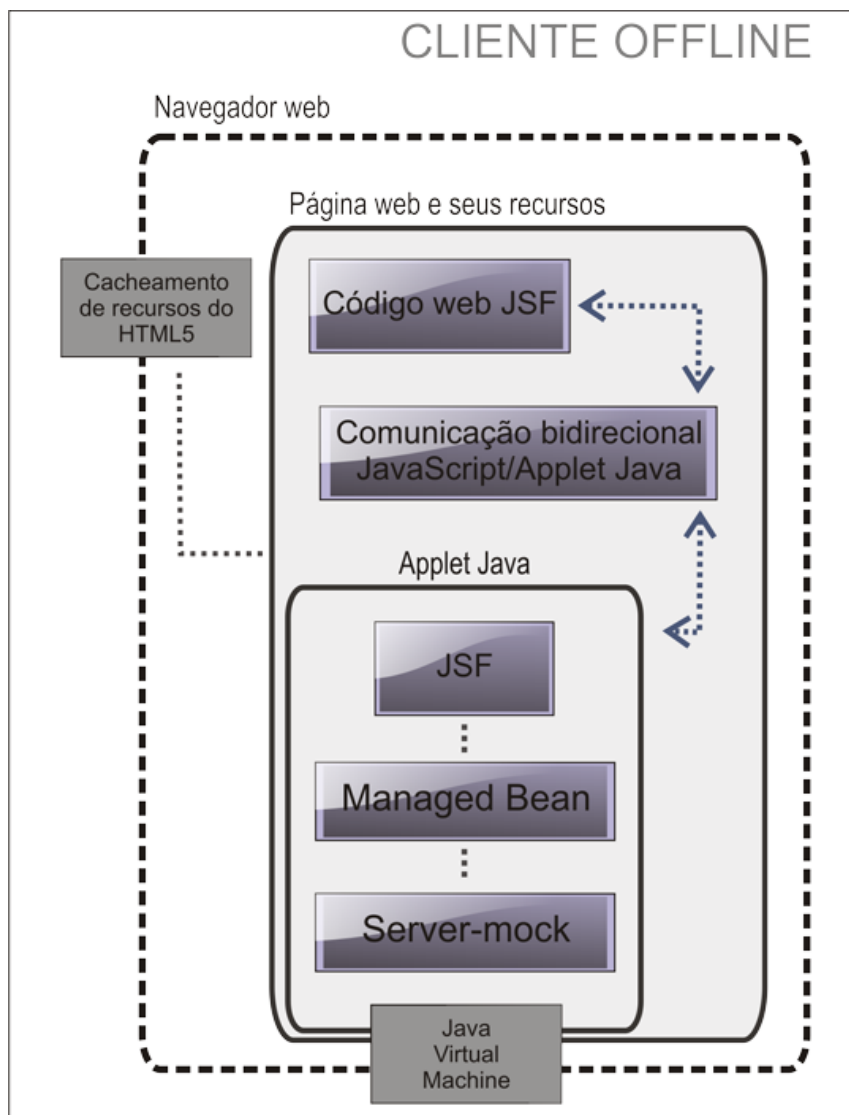 CLIENTE OFFLINE
Navegador web
Página web e seus recursos
Cacheamento
de recursos do
HTML5
Código web JSF
Comunicação bidirecional
JavaScript/Applet Java
Applet Java
JSF
Managed Bean
Server-mock
Java
Virtual
Machine